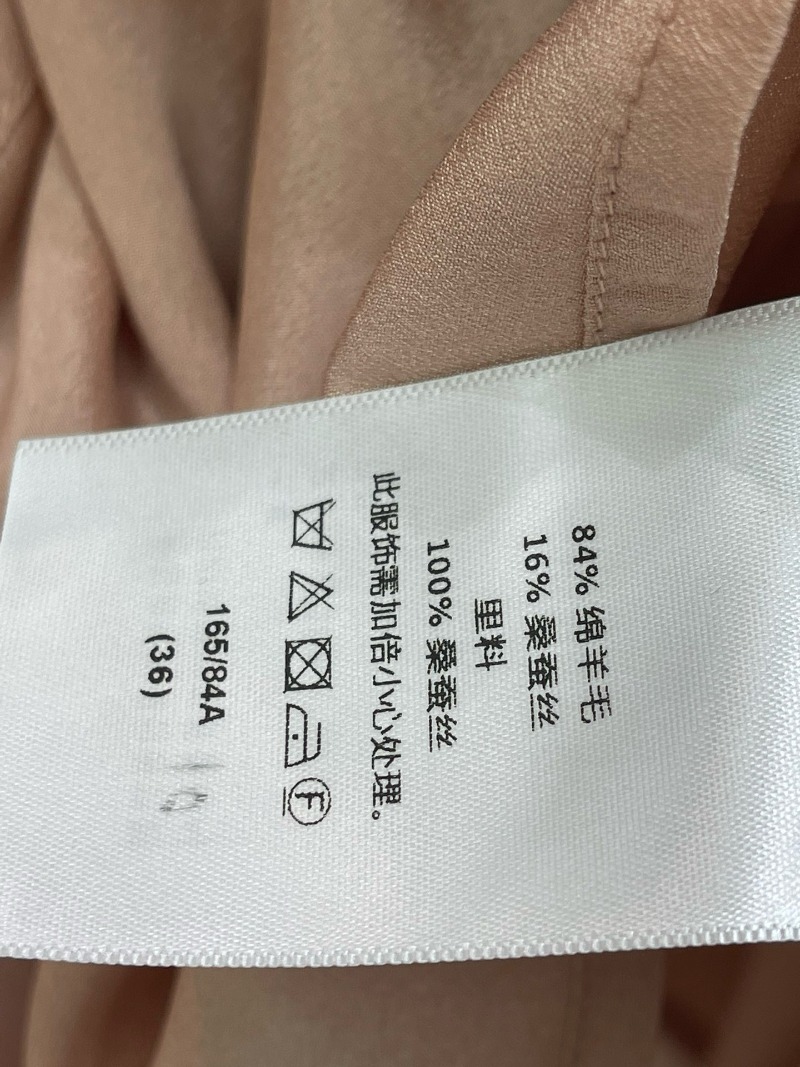 84% 绵羊毛
16% 桑蚕丝
里料
100% 桑蚕丝
此服饰需加倍小心处理。
F
165/84A
(36)